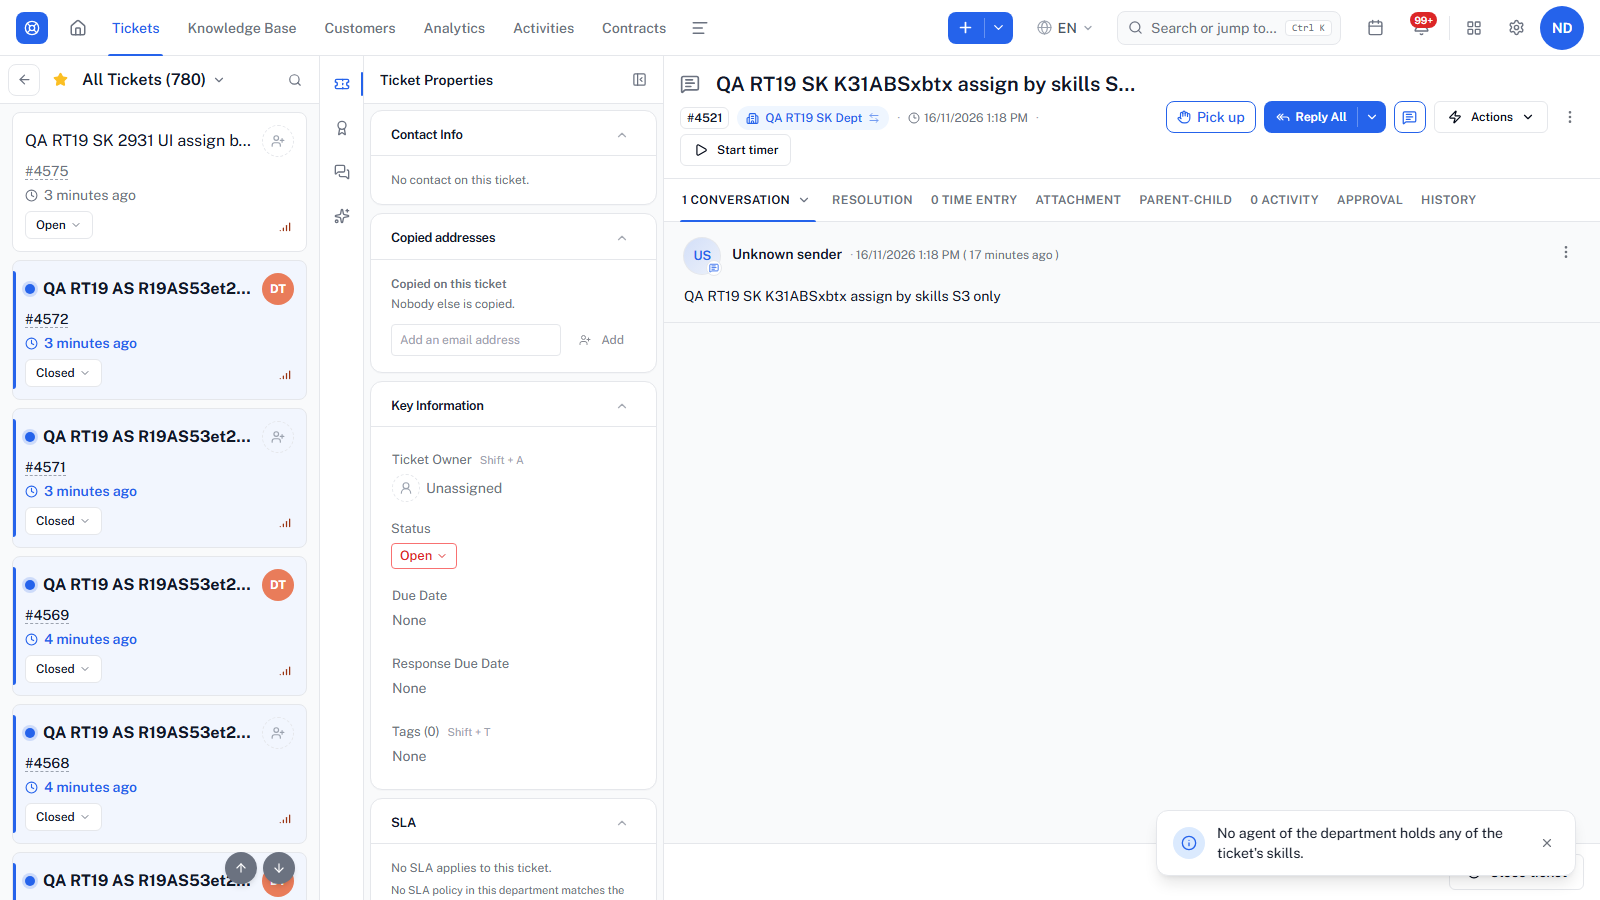 Tickets
Knowledge Base
Customers
Analytics
Activities
Contracts
EN
Search or jump to...
Ctrl K
99+
ND
All Tickets (780)
QA RT19 SK 2931 UI assign b...
#4575
3 minutes ago
Open
QA RT19 AS R19AS53et2...
DT
#4572
3 minutes ago
Closed
QA RT19 AS R19AS53et2...
#4571
3 minutes ago
Closed
QA RT19 AS R19AS53et2...
DT
#4569
4 minutes ago
Closed
QA RT19 AS R19AS53et2...
#4568
4 minutes ago
Closed
QA RT19 AS R19AS53et2...
Ticket Properties
Contact Info
No contact on this ticket.
Copied addresses
Copied on this ticket
Nobody else is copied.
Add an email address
Add
Key Information
Ticket Owner Shift + A
Unassigned
Status
Open
Due Date
None
Response Due Date
None
Tags (0) Shift + T
None
SLA
No SLA applies to this ticket.
No SLA policy in this department matches the
QA RT19 SK K31ABSxbtx assign by skills S...
#4521
QA RT19 SK Dept
· 16/11/2026 1:18 PM ·
Pick up
Reply All
Actions
Start timer
1 CONVERSATION
RESOLUTION
0 TIME ENTRY
ATTACHMENT
PARENT-CHILD
0 ACTIVITY
APPROVAL
HISTORY
US
Unknown sender · 16/11/2026 1:18 PM ( 17 minutes ago )
QA RT19 SK K31ABSxbtx assign by skills S3 only
No agent of the department holds any of the
ticket's skills.